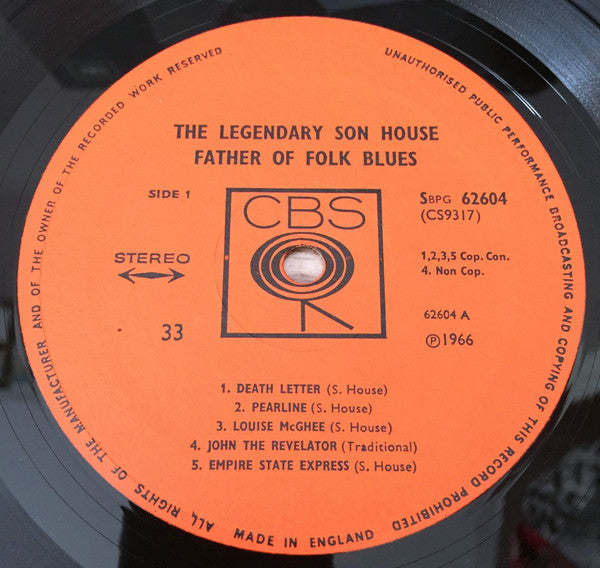 ALL RIGHTS OF THE MANUFACTURER AND OF THE OWNER OF THE RECORDED WORK RESERVED
UNAUTHORISED PUBLIC PERFORMANCE BROADCASTING AND COPYING OF THIS RECORD PROHIBITED
THE LEGENDARY SON HOUSE
FATHER OF FOLK BLUES
SIDE 1
CBS
SBPG 62604
(CS9317)
STEREO
1,2,3,5 Cop. Con.
4. Non Cop.
33
62604 A
Ⓟ1966
1. DEATH LETTER (S. House)
2. PEARLINE (S. House)
3. LOUISE McGHEE (S. House)
4. JOHN THE REVELATOR (Traditional)
5. EMPIRE STATE EXPRESS (S. House)
MADE IN ENGLAND